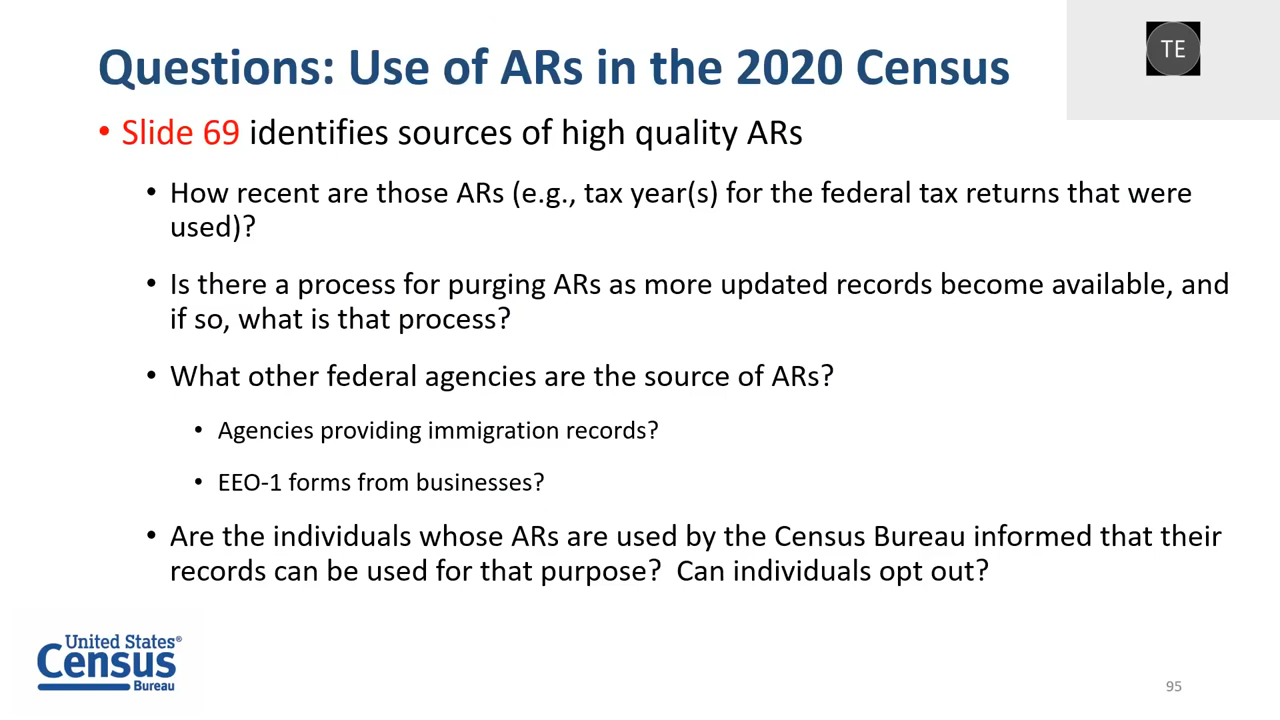 TE
Questions: Use of ARs in the 2020 Census
• Slide 69 identifies sources of high quality ARs
• How recent are those ARs (e.g., tax year(s) for the federal tax returns that were
used)?
• Is there a process for purging ARs as more updated records become available, and
if so, what is that process?
• What other federal agencies are the source of ARs?
• Agencies providing immigration records?
• EEO-1 forms from businesses?
• Are the individuals whose ARs are used by the Census Bureau informed that their
records can be used for that purpose?  Can individuals opt out?
United States®
Census
Bureau
95